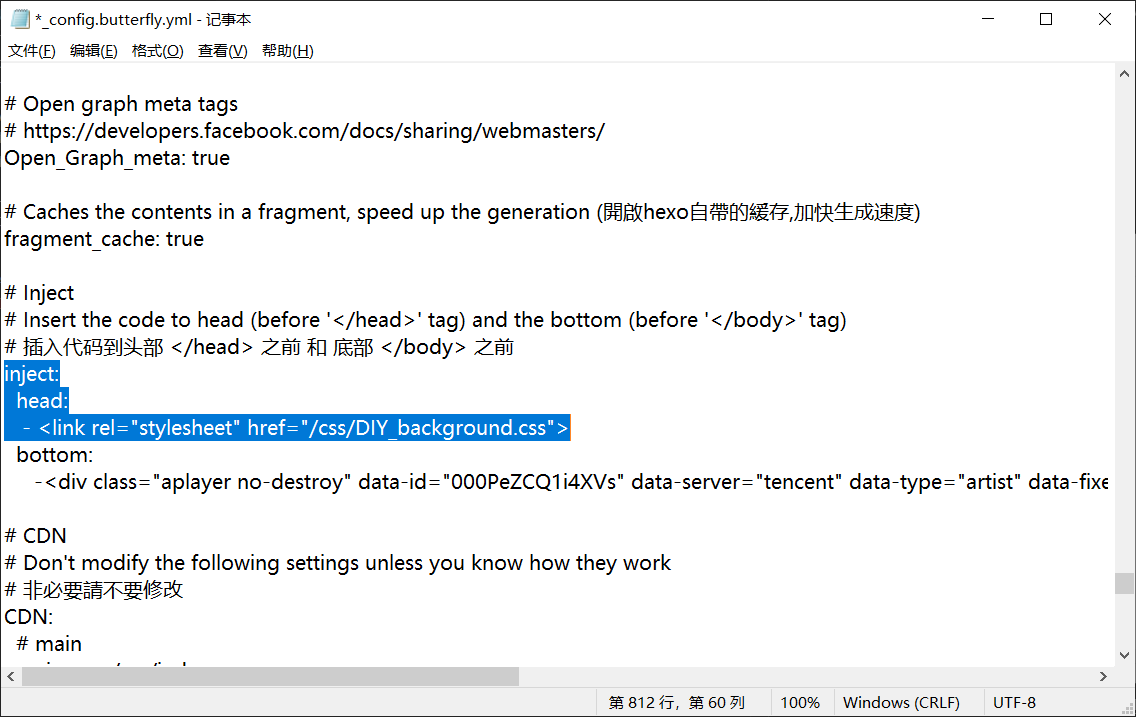 *_config.butterfly.yml - 记事本
文件(F) 编辑(E) 格式(O) 查看(V) 帮助(H)
# Open graph meta tags
# https://developers.facebook.com/docs/sharing/webmasters/
Open_Graph_meta: true
# Caches the contents in a fragment, speed up the generation (開啟hexo自帶的緩存,加快生成速度)
fragment_cache: true
# Inject
# Insert the code to head (before '</head>' tag) and the bottom (before '</body>' tag)
# 插入代码到头部 </head> 之前 和 底部 </body> 之前
inject:
  head:
   - <link rel="stylesheet" href="/css/DIY_background.css">
  bottom:
     -<div class="aplayer no-destroy" data-id="000PeZCQ1i4XVs" data-server="tencent" data-type="artist" data-fixe
# CDN
# Don't modify the following settings unless you know how they work
# 非必要請不要修改
CDN:
  # main
第 812 行，第 60 列 100% Windows (CRLF) UTF-8